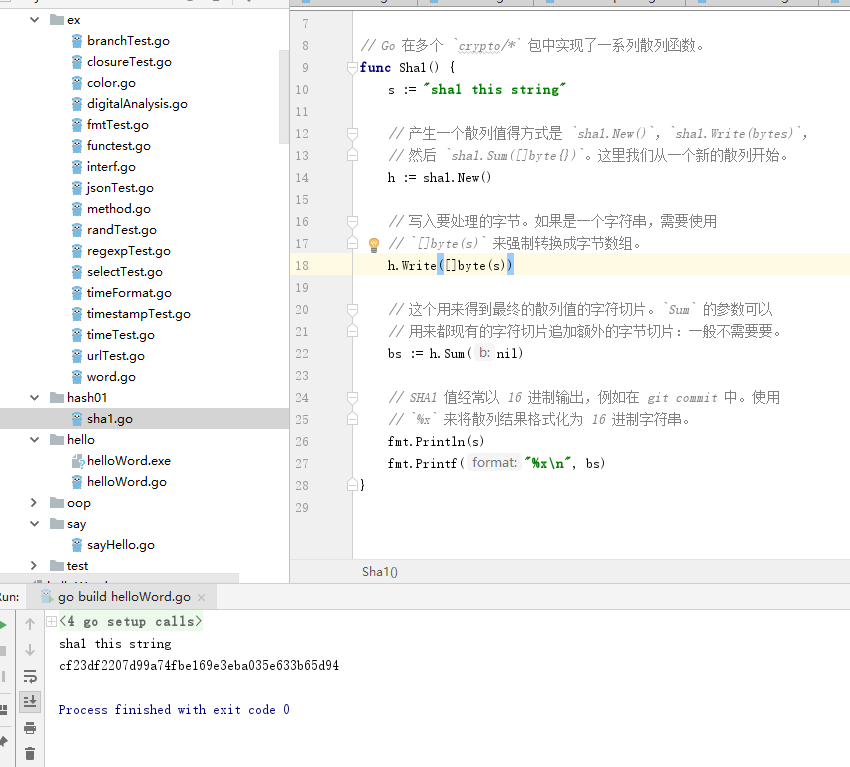 ex
branchTest.go
closureTest.go
color.go
digitalAnalysis.go
fmtTest.go
functest.go
interf.go
jsonTest.go
method.go
randTest.go
regexpTest.go
selectTest.go
timeFormat.go
timestampTest.go
timeTest.go
urlTest.go
word.go
hash01
sha1.go
hello
helloWord.exe
helloWord.go
oop
say
sayHello.go
test
7
8 // Go 在多个 `crypto/*` 包中实现了一系列散列函数。
9 func Sha1() {
10 s := "sha1 this string"
11
12 // 产生一个散列值得方式是 `sha1.New()`，`sha1.Write(bytes)`，
13 // 然后 `sha1.Sum([]byte{})`。这里我们从一个新的散列开始。
14 h := sha1.New()
15
16 // 写入要处理的字节。如果是一个字符串，需要使用
17 // `[]byte(s)` 来强制转换成字节数组。
18 h.Write([]byte(s))
19
20 // 这个用来得到最终的散列值的字符切片。`Sum` 的参数可以
21 // 用来都现有的字符切片追加额外的字节切片：一般不需要要。
22 bs := h.Sum( b: nil)
23
24 // SHA1 值经常以 16 进制输出，例如在 git commit 中。使用
25 // `%x` 来将散列结果格式化为 16 进制字符串。
26 fmt.Println(s)
27 fmt.Printf( format: "%x\n", bs)
28 }
29
Sha1()
go build helloWord.go
<4 go setup calls>
sha1 this string
cf23df2207d99a74fbe169e3eba035e633b65d94
Process finished with exit code 0